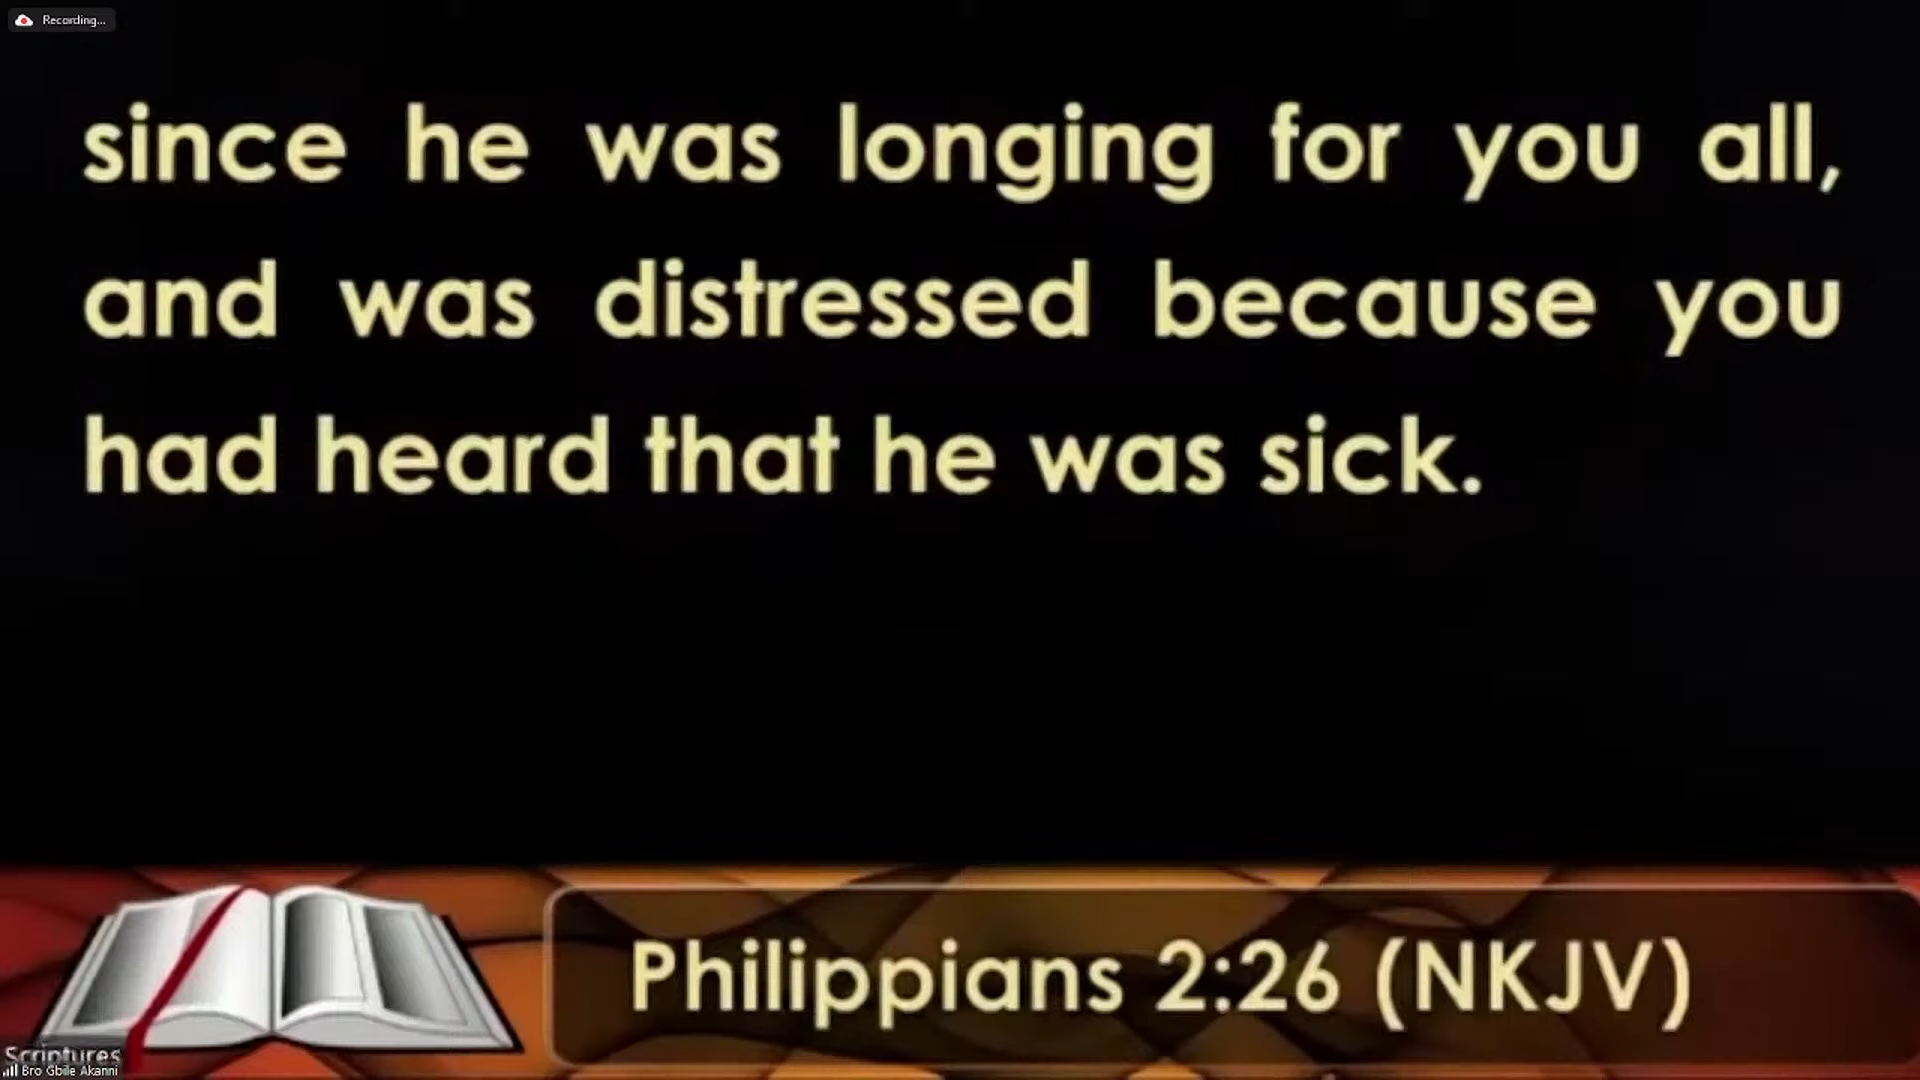 Recording...
since he was longing for you all,
and was distressed because you
had heard that he was sick.
Philippians 2:26 (NKJV)
Scriptures
Bro Gbile Akanni